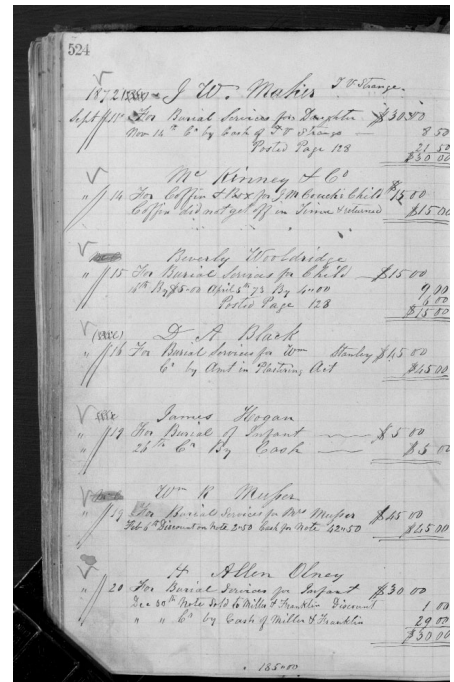 524
1872 J. W. Maher T V Strange.
Sept 11 For Burial Services for Daughter $30.00
Nov 14th Cr by Cash of T V Strange — 8 50
Posted Page 128 21 50
$30 00
Mc Kinney & Co
" 14 For Coffin & Box for J. M. Child $15.00
Coffin did not get off in Time & returned $15.00
Beverly Wooldridge
" 15 For Burial Services for Child — $15 00
By $5.00 April 5th 73 By 4.00 9 00
Posted Page 128 6 00
$15 00
D A Black
" 16 For Burial Services for Wm Stanley $45 00
Cr by Amt in Plastering Act $45.00
James Hogan
" 19 For Burial of Infant $5 00
" 26th Cr By Cash $5 00
Wm R Musser
" 19 For Burial Services for Mrs Musser $45 00
Feb 6th Discount on Note 2.50 Cash for Note 42.50 $45 00
H Allen Olney
" 20 For Burial Services for Infant $30 00
Dec 30th Note Sold to Miller & Franklin Discount 1 00
" " Cr by Cash of Miller & Franklin 29 00
$30 00
185.00